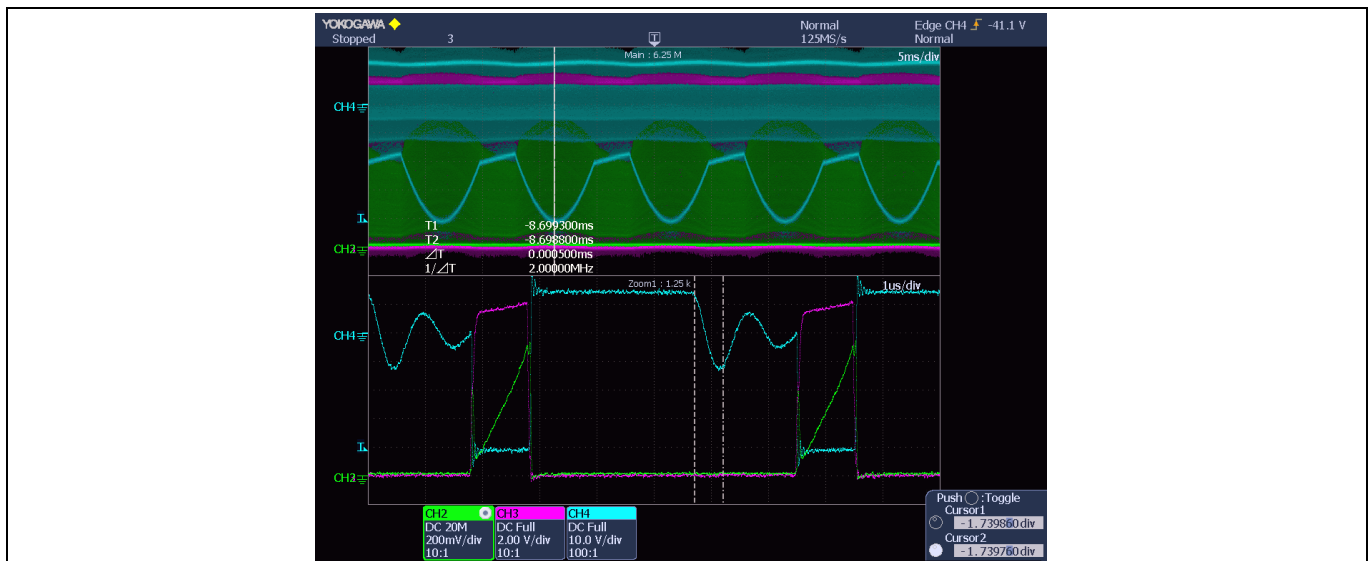 YOKOGAWA
Normal
Edge CH4 -41.1 V
Stopped
3
T
125MS/s
Normal
Main : 6.25 M
5ms/div
CH4
T
T1 -8.699300ms
T2 -8.698800ms
CH2
⊿T 0.000500ms
1/⊿T 2.00000MHz
Zoom1 : 1.25 k
1us/div
CH4
T
CH2
Push :Toggle
Cursor1
-1.739860div
Cursor2
-1.739760div
CH2
DC 20M
200mV/div
10:1
CH3
DC Full
2.00 V/div
10:1
CH4
DC Full
10.0 V/div
100:1